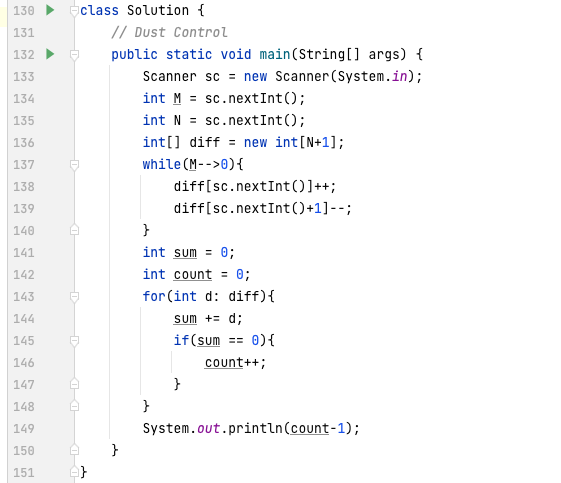 130 class Solution {
131     // Dust Control
132     public static void main(String[] args) {
133         Scanner sc = new Scanner(System.in);
134         int M = sc.nextInt();
135         int N = sc.nextInt();
136         int[] diff = new int[N+1];
137         while(M-->0){
138             diff[sc.nextInt()]++;
139             diff[sc.nextInt()+1]--;
140         }
141         int sum = 0;
142         int count = 0;
143         for(int d: diff){
144             sum += d;
145             if(sum == 0){
146                 count++;
147             }
148         }
149         System.out.println(count-1);
150     }
151 }